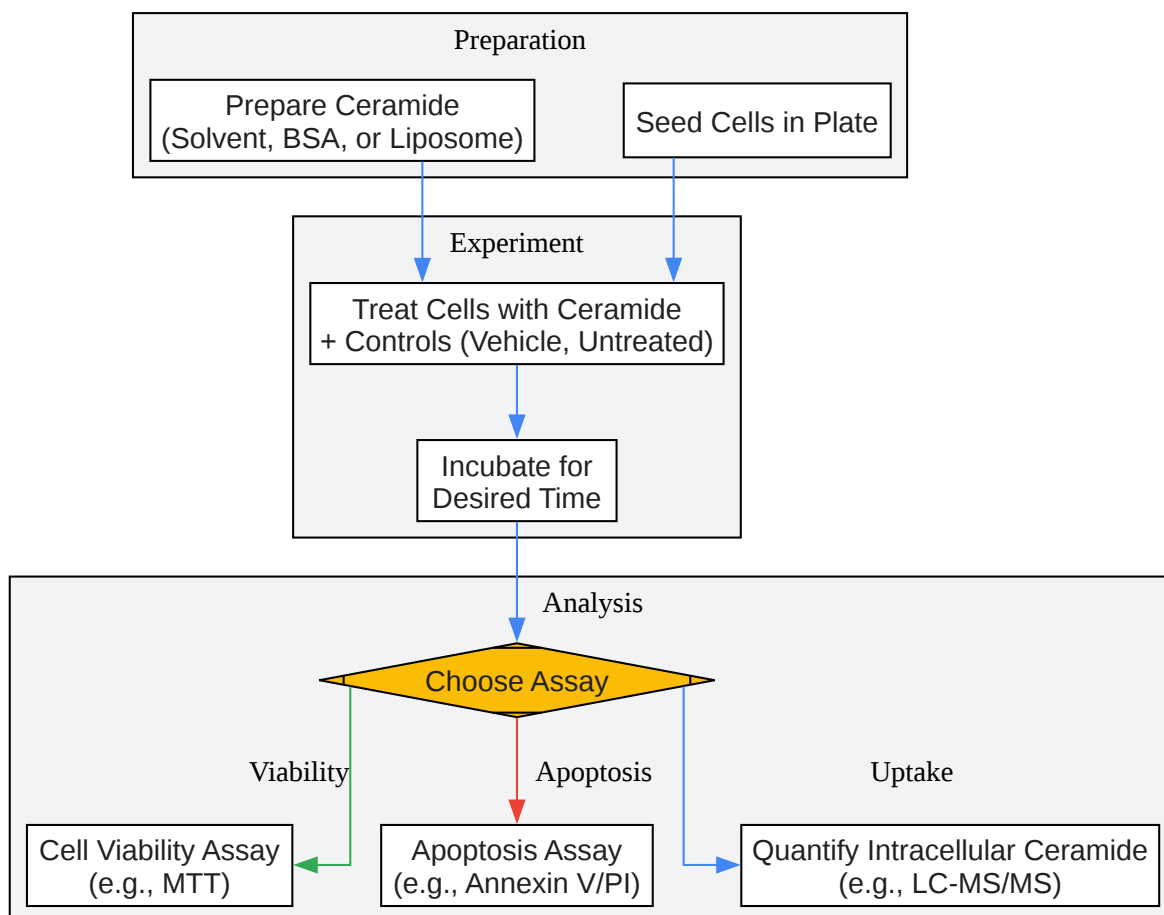 Preparation
Prepare Ceramide
(Solvent, BSA, or Liposome)
Seed Cells in Plate
Experiment
Treat Cells with Ceramide
+ Controls (Vehicle, Untreated)
Incubate for
Desired Time
Analysis
Choose Assay
Viability
Apoptosis
Uptake
Cell Viability Assay
(e.g., MTT)
Apoptosis Assay
(e.g., Annexin V/PI)
Quantify Intracellular Ceramide
(e.g., LC-MS/MS)